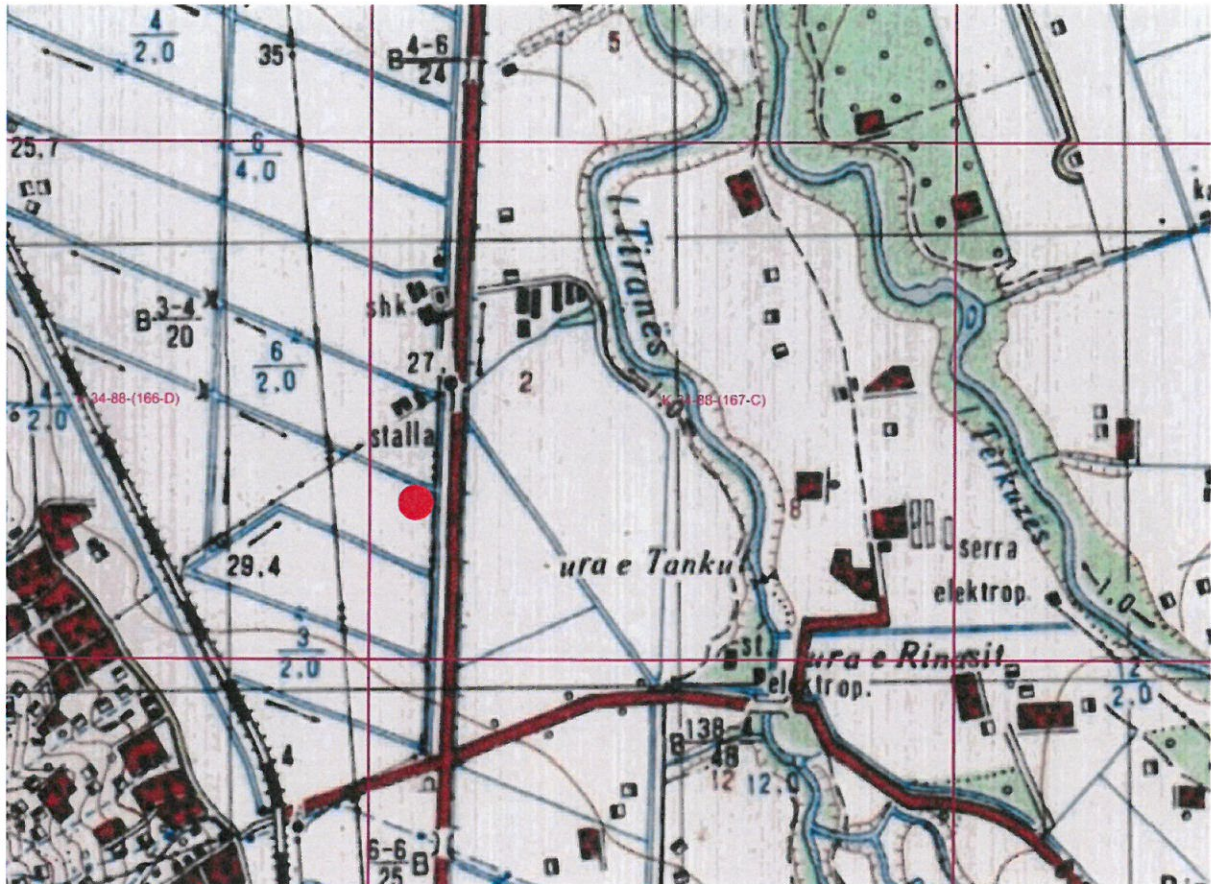 4
2.0
35
B 4-6
24
5
25.7
6
4.0
l. Tiranës
shk.
B 3-4
20
6
2.0
27.
2
K-34-88-(167-C)
34-88-(166-D)
2.0
1.0
stalla
l. Tërkuzës
8
29.4
ura e Tankut
serra
elektrop.
1.0
3
2.0
st
ura e Rinasit
elektrop.
2
2.0
B 138-4
48
12
12.0
4
6-6 B
25